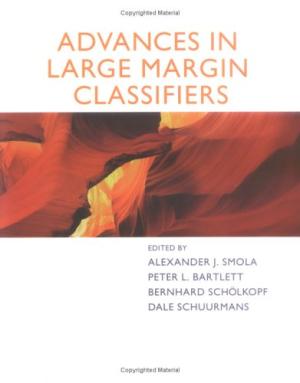 Copyrighted Material
ADVANCES IN
LARGE MARGIN
CLASSIFIERS
EDITED BY
ALEXANDER J. SMOLA
PETER L. BARTLETT
BERNHARD SCHÖLKOPF
DALE SCHUURMANS
Copyrighted Material